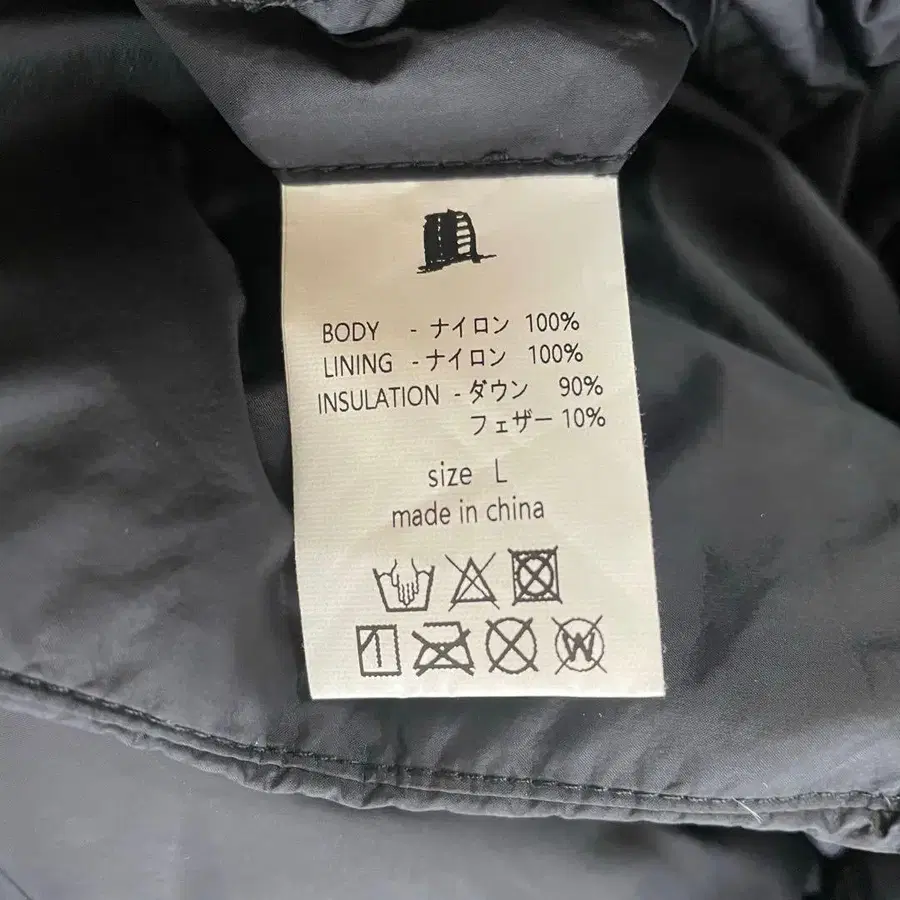 BODY - ナイロン 100%
LINING - ナイロン 100%
INSULATION - ダウン 90%
フェザー 10%
size L
made in china
W